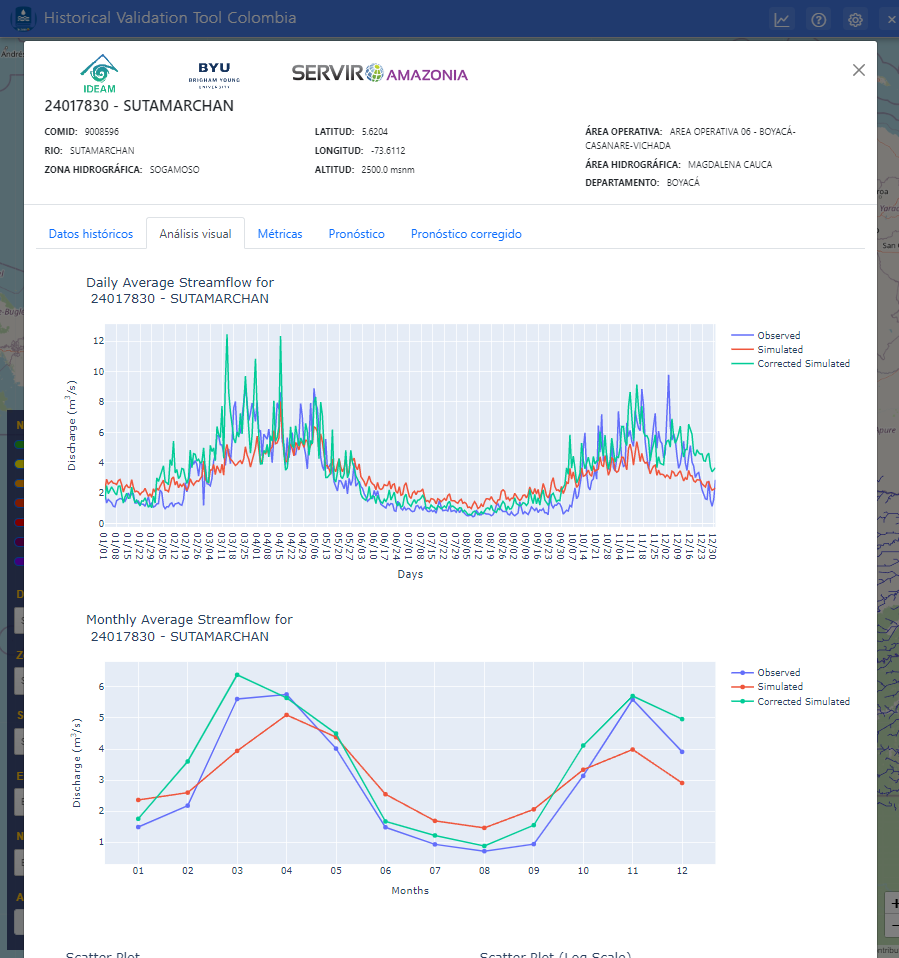 Historical Validation Tool Colombia
IDEAM
BYU
BRIGHAM YOUNG
UNIVERSITY
SERVIR AMAZONIA
24017830 - SUTAMARCHAN
COMID: 9008596
RIO: SUTAMARCHAN
ZONA HIDROGRÁFICA: SOGAMOSO
LATITUD: 5.6204
LONGITUD: -73.6112
ALTITUD: 2500.0 msnm
ÁREA OPERATIVA: AREA OPERATIVA 06 - BOYACÁ-
CASANARE-VICHADA
ÁREA HIDROGRÁFICA: MAGDALENA CAUCA
DEPARTAMENTO: BOYACÁ
Datos históricos Análisis visual Métricas Pronóstico Pronóstico corregido
Daily Average Streamflow for
24017830 - SUTAMARCHAN
Discharge (m³/s)
12
10
8
6
4
2
0
01/01 01/08 01/15 01/22 01/29 02/05 02/12 02/19 02/26 03/04 03/11 03/18 03/25 04/01 04/08 04/15 04/22 04/29 05/06 05/13 05/20 05/27 06/03 06/10 06/17 06/24 07/01 07/08 07/15 07/22 07/29 08/05 08/12 08/19 08/26 09/02 09/09 09/16 09/23 09/30 10/07 10/14 10/21 10/28 11/04 11/11 11/18 11/25 12/02 12/09 12/16 12/23 12/30
Days
Observed
Simulated
Corrected Simulated
Monthly Average Streamflow for
24017830 - SUTAMARCHAN
Discharge (m³/s)
6
5
4
3
2
1
01 02 03 04 05 06 07 08 09 10 11 12
Months
Observed
Simulated
Corrected Simulated
Scatter Plot
Scatter Plot (Log Scale)